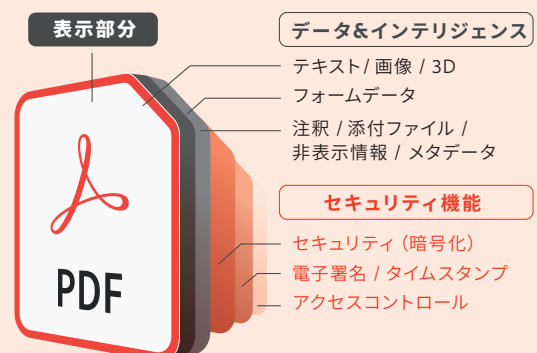 表示部分
データ&インテリジェンス
テキスト/ 画像 / 3D
フォームデータ
注釈 / 添付ファイル /
非表示情報 / メタデータ
セキュリティ機能
セキュリティ（暗号化）
電子署名 / タイムスタンプ
アクセスコントロール
PDF